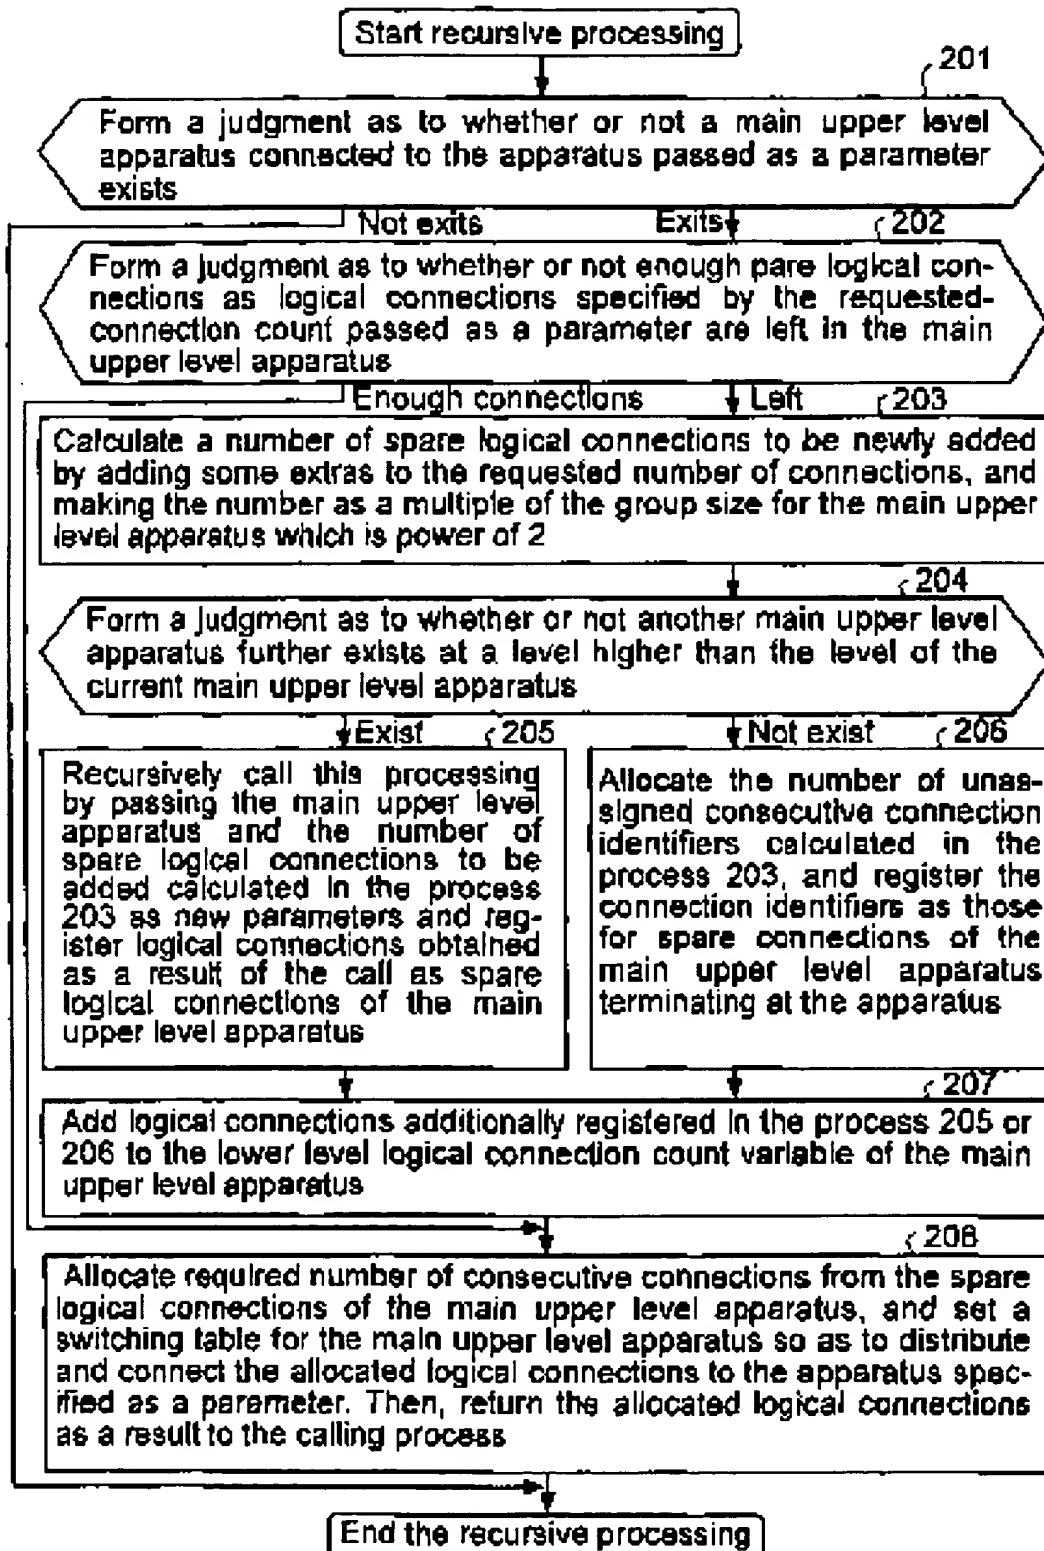 Start recursive processing
201
Form a judgment as to whether or not a main upper level
apparatus connected to the apparatus passed as a parameter
exists
Not exits
Exits
202
Form a judgment as to whether or not enough pare logical con-
nections as logical connections specified by the requested-
connection count passed as a parameter are left in the main
upper level apparatus
Enough connections
Left
203
Calculate a number of spare logical connections to be newly added
by adding some extras to the requested number of connections, and
making the number as a multiple of the group size for the main upper
level apparatus which is power of 2
204
Form a judgment as to whether or not another main upper level
apparatus further exists at a level higher than the level of the
current main upper level apparatus
Exist
205
Not exist
206
Recursively call this processing
by passing the main upper level
apparatus and the number of
spare logical connections to be
added calculated in the process
203 as new parameters and reg-
ister logical connections obtained
as a result of the call as spare
logical connections of the main
upper level apparatus
Allocate the number of unas-
signed consecutive connection
identifiers calculated in the
process 203, and register the
connection identifiers as those
for spare connections of the
main upper level apparatus
terminating at the apparatus
207
Add logical connections additionally registered in the process 205 or
206 to the lower level logical connection count variable of the main
upper level apparatus
208
Allocate required number of consecutive connections from the spare
logical connections of the main upper level apparatus, and set a
switching table for the main upper level apparatus so as to distribute
and connect the allocated logical connections to the apparatus spec-
ified as a parameter. Then, return the allocated logical connections
as a result to the calling process
End the recursive processing